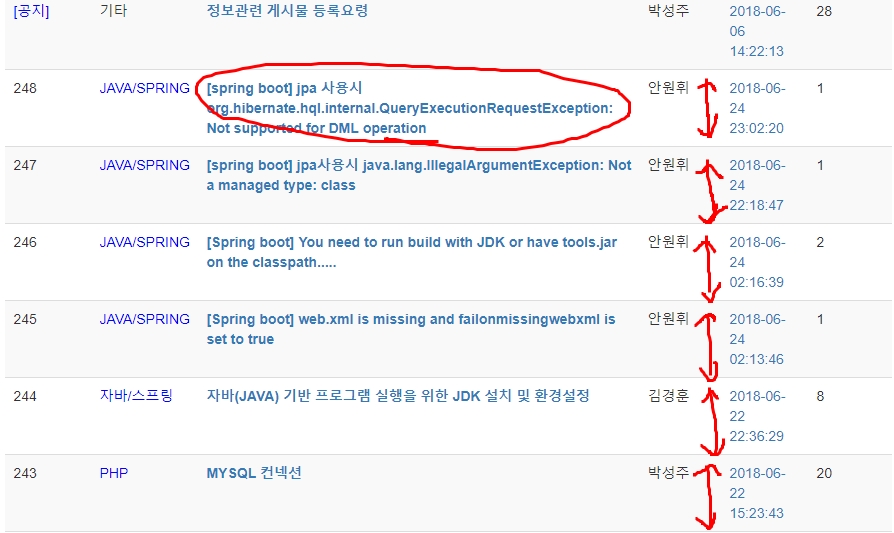 [공지] 기타 정보관련 게시물 등록요령 박성주 2018-06-
06
14:22:13 28
248 JAVA/SPRING [spring boot] jpa 사용시 안원휘 2018-06- 1
org.hibernate.hql.internal.QueryExecutionRequestException: 24
Not supported for DML operation 23:02:20
247 JAVA/SPRING [spring boot] jpa사용시 java.lang.IllegalArgumentException: Not 안원휘 2018-06- 1
a managed type: class 24
22:18:47
246 JAVA/SPRING [Spring boot] You need to run build with JDK or have tools.jar 안원휘 2018-06- 2
on the classpath..... 24
02:16:39
245 JAVA/SPRING [Spring boot] web.xml is missing and failonmissingwebxml is 안원휘 2018-06- 1
set to true 24
02:13:46
244 자바/스프링 자바(JAVA) 기반 프로그램 실행을 위한 JDK 설치 및 환경설정 김경훈 2018-06- 8
22
22:36:29
243 PHP MYSQL 컨넥션 박성주 2018-06- 20
22
15:23:43